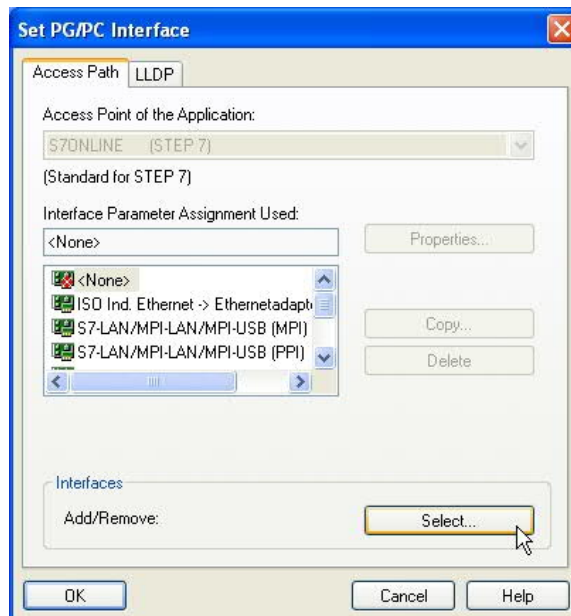 Set PG/PC Interface
Access Path
LLDP
Access Point of the Application:
S7ONLINE (STEP 7)
(Standard for STEP 7)
Interface Parameter Assignment Used:
<None>
Properties...
<None>
ISO Ind. Ethernet -> Ethernetadapt
S7-LAN/MPI-LAN/MPI-USB (MPI)
S7-LAN/MPI-LAN/MPI-USB (PPI)
Copy...
Delete
Interfaces
Add/Remove:
Select...
OK
Cancel
Help